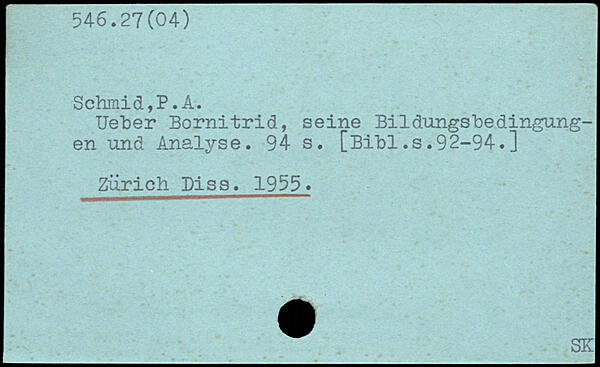 546.27(04)
Schmid,P.A.
Ueber Bornitrid, seine Bildungsbedingung-
en und Analyse. 94 s. [Bibl.s.92-94.]
Zürich Diss. 1955.
SK